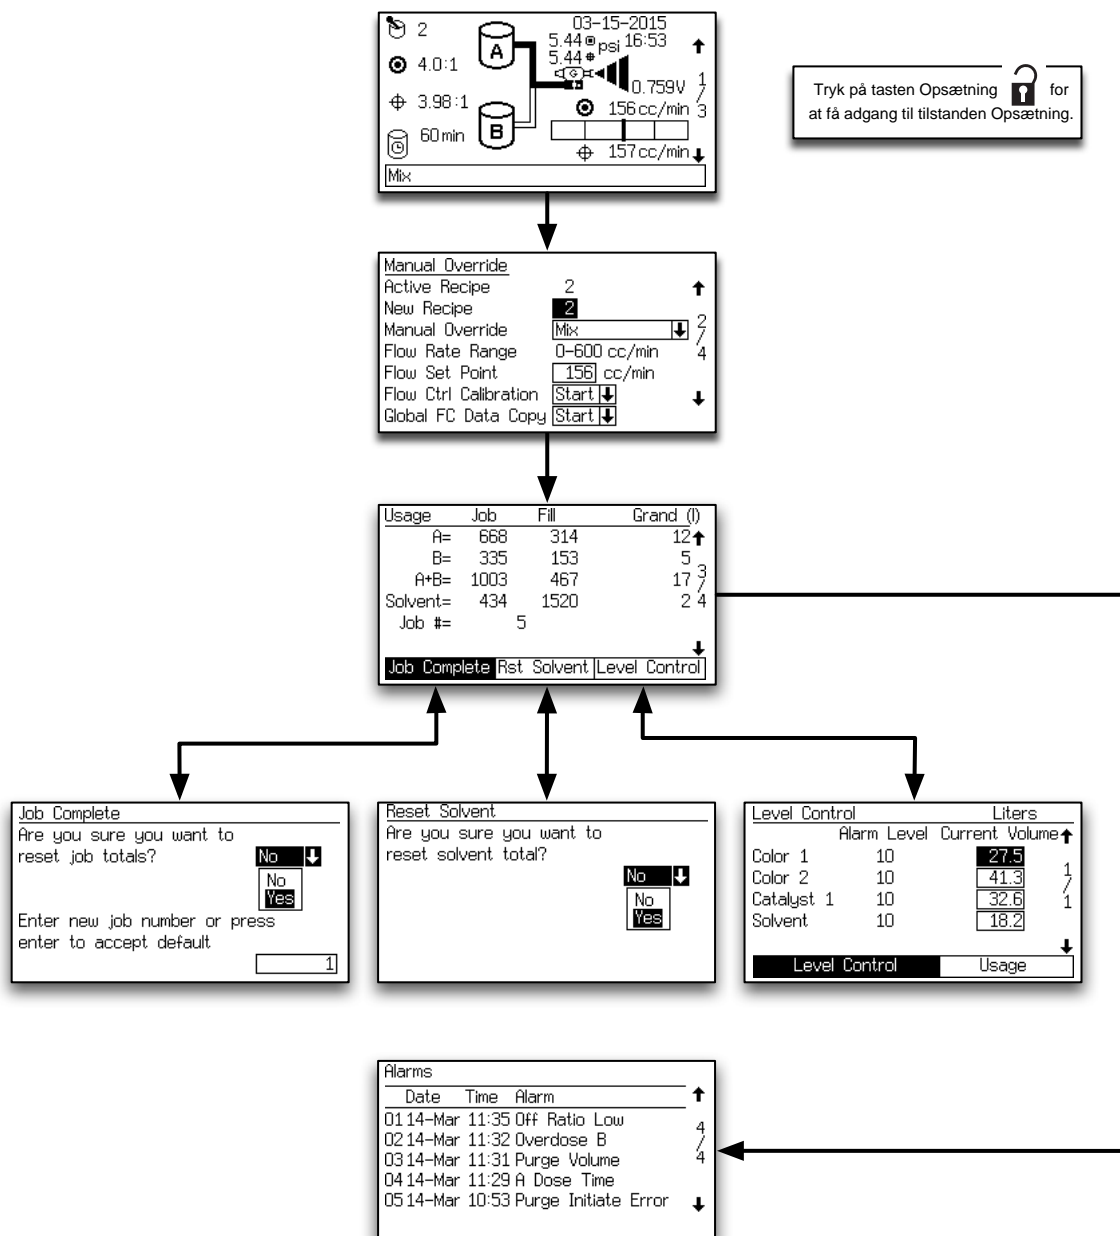 2
03-15-2015
5.44 psi 16:53
5.44
A
G
4.0:1
0.759V
1
/
3
3.98:1
156 cc/min
60 min
B
157 cc/min
Mix
Tryk på tasten Opsætning for
at få adgang til tilstanden Opsætning.
Manual Override
Active Recipe 2
New Recipe 2
Manual Override Mix
2
/
4
Flow Rate Range 0-600 cc/min
Flow Set Point 156 cc/min
Flow Ctrl Calibration Start
Global FC Data Copy Start
Usage Job Fill Grand (l)
A= 668 314 12
B= 335 153 5
A+B= 1003 467 17
Solvent= 434 1520 2
3
/
4
Job #= 5
Job Complete Rst Solvent Level Control
Job Complete
Are you sure you want to
reset job totals? No
No
Yes
Enter new job number or press
enter to accept default
1
Reset Solvent
Are you sure you want to
reset solvent total?
No
No
Yes
Level Control Liters
Alarm Level Current Volume
Color 1 10 27.5
Color 2 10 41.3
Catalyst 1 10 32.6
Solvent 10 18.2
1
/
1
Level Control Usage
Alarms
Date Time Alarm
01 14-Mar 11:35 Off Ratio Low
02 14-Mar 11:32 Overdose B
03 14-Mar 11:31 Purge Volume
04 14-Mar 11:29 A Dose Time
05 14-Mar 10:53 Purge Initiate Error
4
/
4